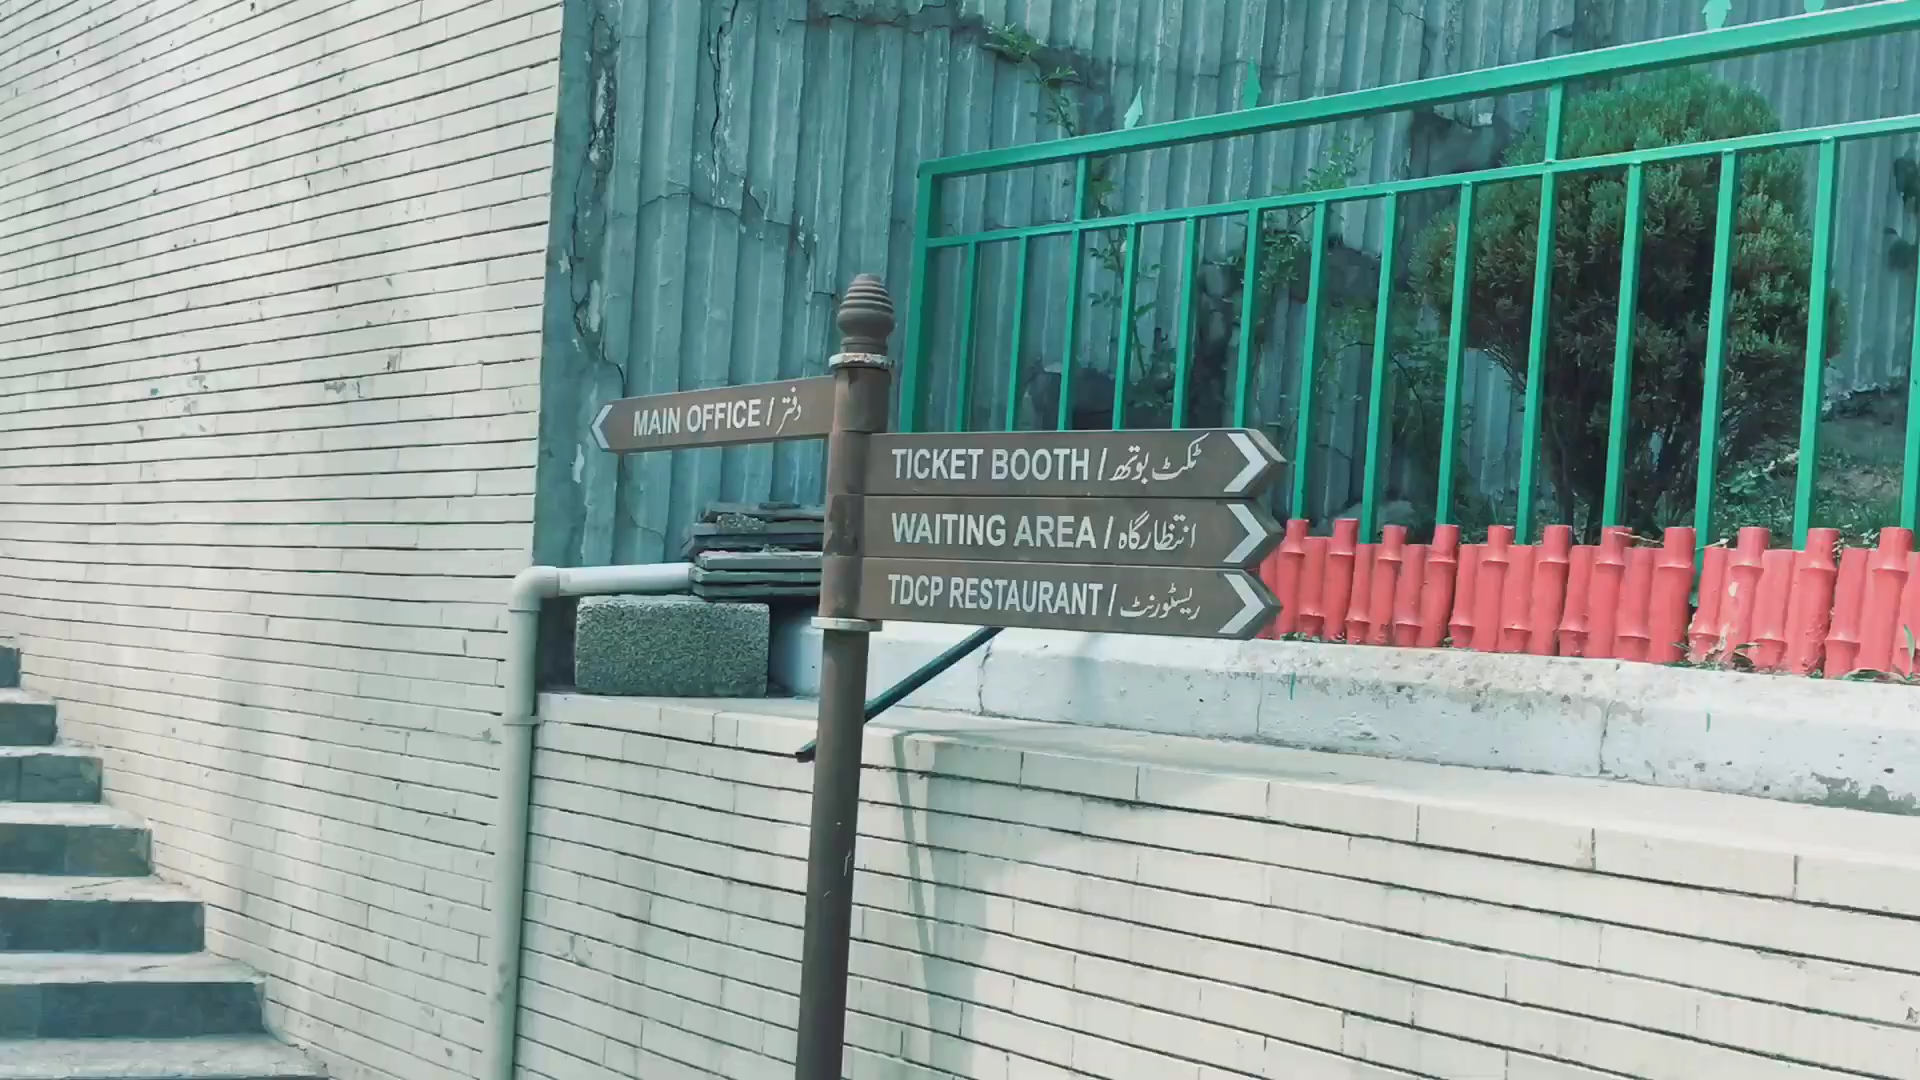 MAIN OFFICE / دفتر
TICKET BOOTH / ٹکٹ بوتھ
WAITING AREA / انتظارگاہ
TDCP RESTAURANT / ریسٹورنٹ